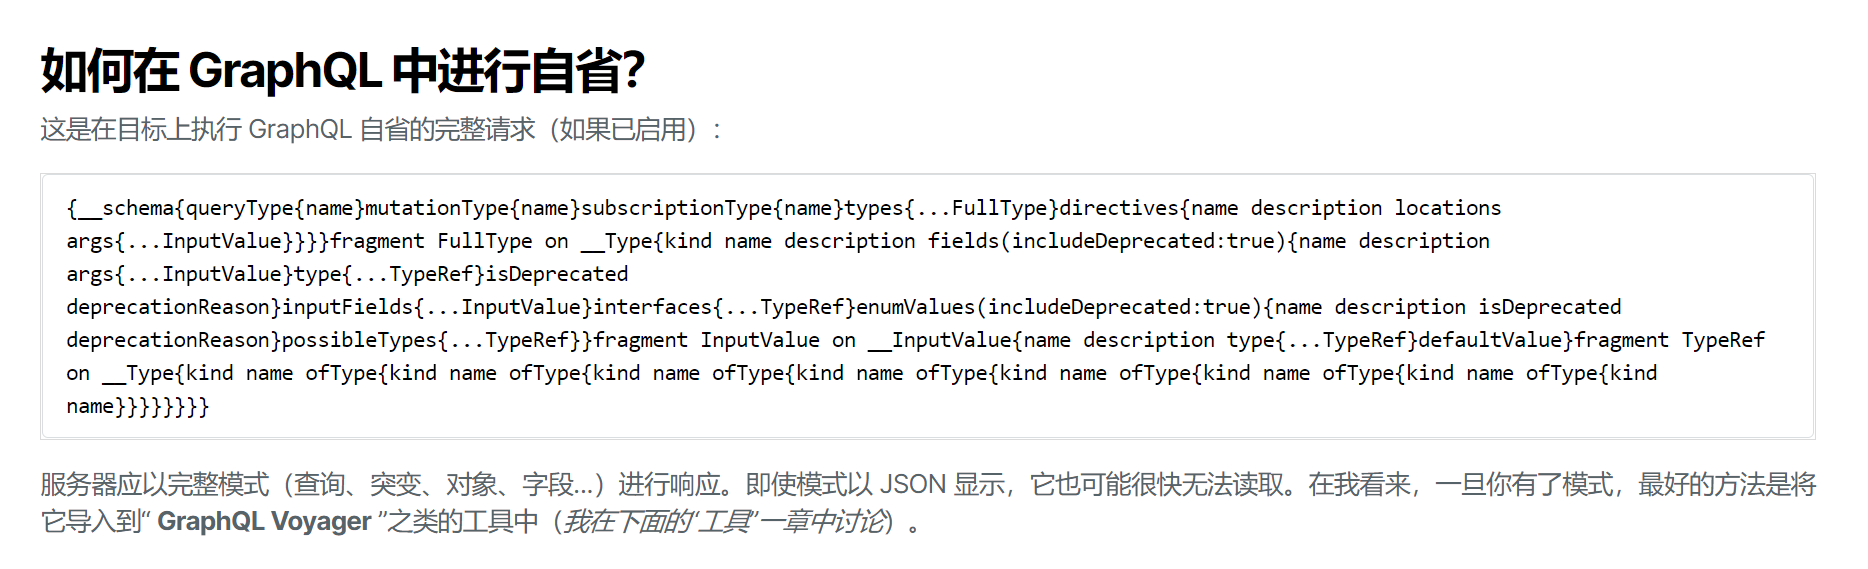 如何在 GraphQL 中进行自省？
这是在目标上执行 GraphQL 自省的完整请求（如果已启用）：
{__schema{queryType{name}mutationType{name}subscriptionType{name}types{...FullType}directives{name description locations
args{...InputValue}}}}fragment FullType on __Type{kind name description fields(includeDeprecated:true){name description
args{...InputValue}type{...TypeRef}isDeprecated
deprecationReason}inputFields{...InputValue}interfaces{...TypeRef}enumValues(includeDeprecated:true){name description isDeprecated
deprecationReason}possibleTypes{...TypeRef}}fragment InputValue on __InputValue{name description type{...TypeRef}defaultValue}fragment TypeRef
on __Type{kind name ofType{kind name ofType{kind name ofType{kind name ofType{kind name ofType{kind name ofType{kind name ofType{kind
name}}}}}}}}
服务器应以完整模式（查询、突变、对象、字段...）进行响应。即使模式以 JSON 显示，它也可能很快无法读取。在我看来，一旦你有了模式，最好的方法是将
它导入到“ GraphQL Voyager ”之类的工具中（我在下面的“工具”一章中讨论）。